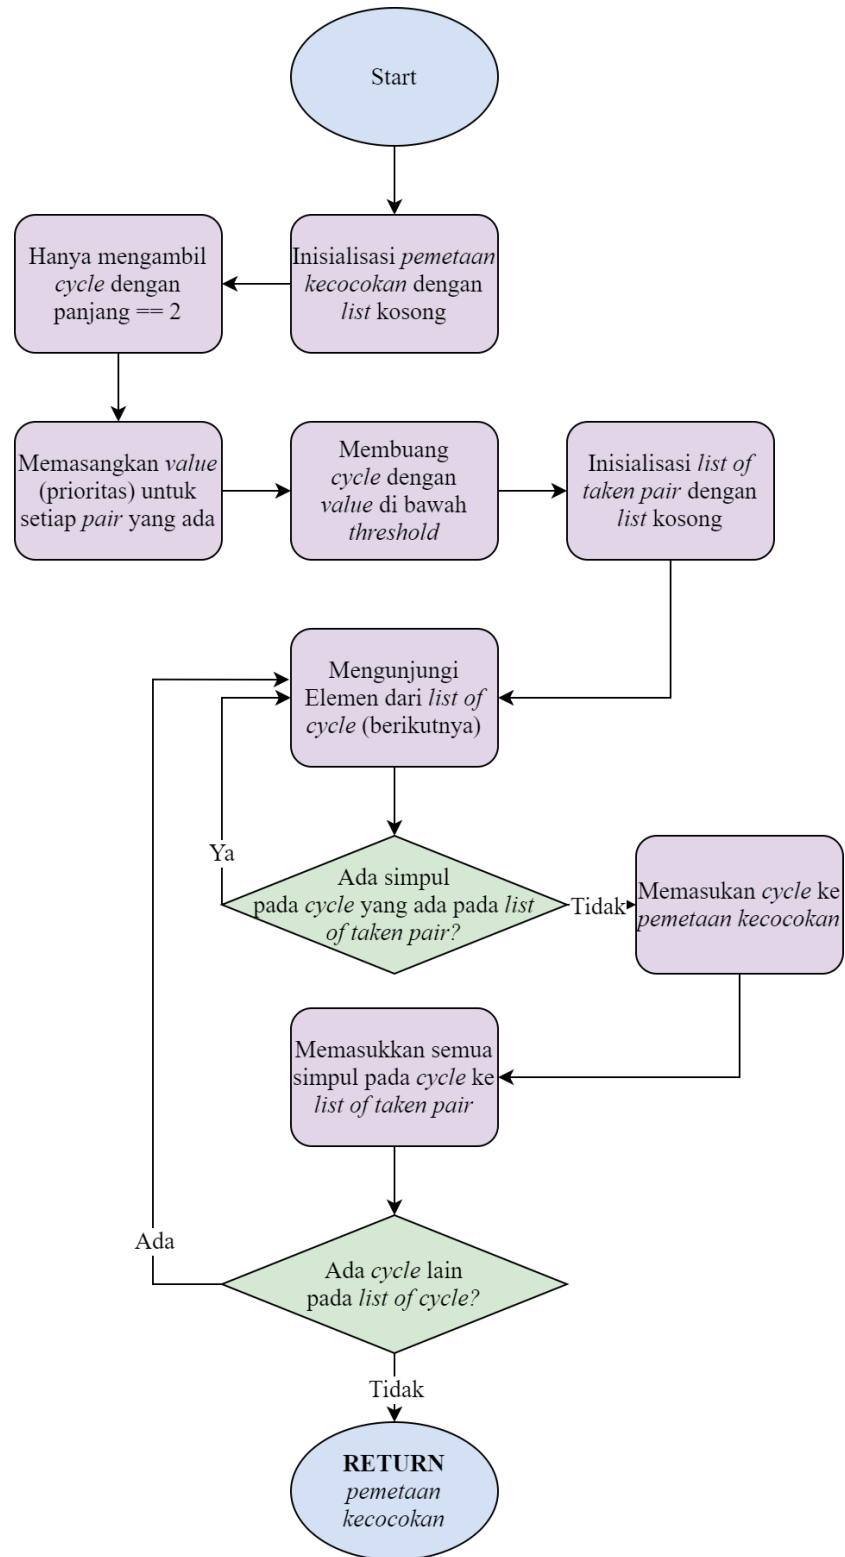 Start
Inisialisasi pemetaan
kecocokan dengan
list kosong
Hanya mengambil
cycle dengan
panjang == 2
Memasangkan value
(prioritas) untuk
setiap pair yang ada
Membuang
cycle dengan
value di bawah
threshold
Inisialisasi list of
taken pair dengan
list kosong
Mengunjungi
Elemen dari list of
cycle (berikutnya)
Ada simpul
pada cycle yang ada pada list
of taken pair?
Ya
Tidak
Memasukan cycle ke
pemetaan kecocokan
Memasukkan semua
simpul pada cycle ke
list of taken pair
Ada cycle lain
pada list of cycle?
Ada
Tidak
RETURN
pemetaan
kecocokan